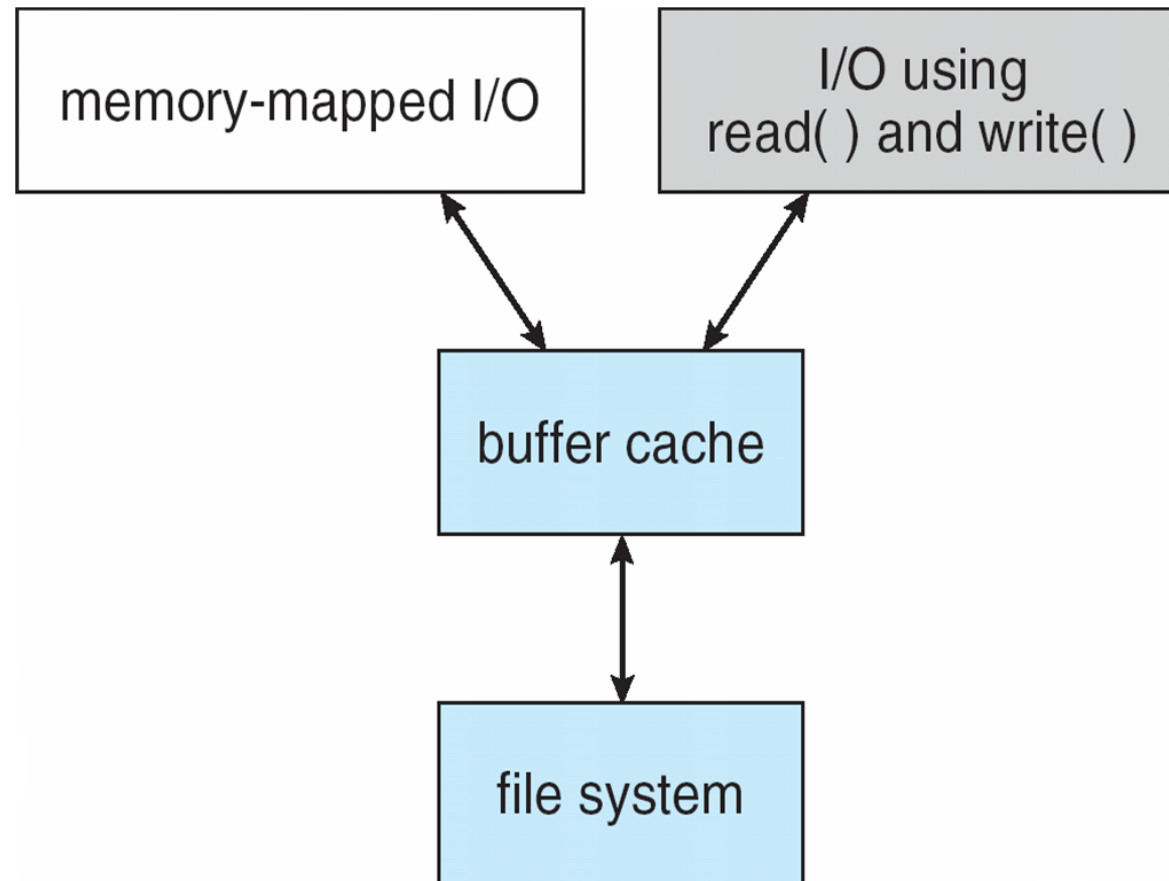 memory-mapped I/O
I/O using
read( ) and write( )
buffer cache
file system